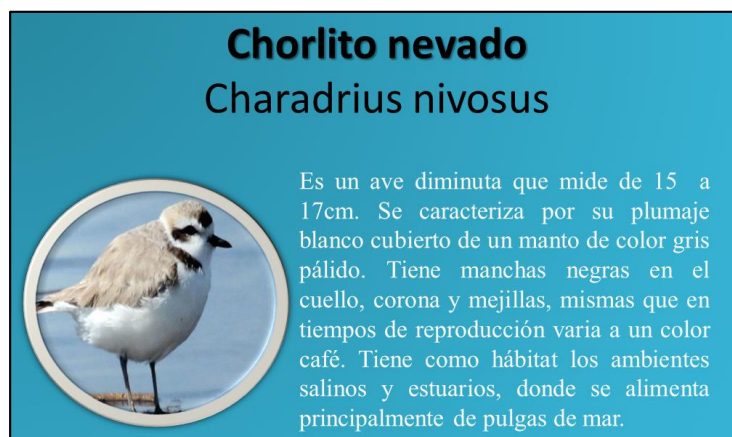 Chorlito nevado
Charadrius nivosus
Es un ave diminuta que mide de 15 a
17cm. Se caracteriza por su plumaje
blanco cubierto de un manto de color gris
pálido. Tiene manchas negras en el
cuello, corona y mejillas, mismas que en
tiempos de reproducción varia a un color
café. Tiene como hábitat los ambientes
salinos y estuarios, donde se alimenta
principalmente de pulgas de mar.